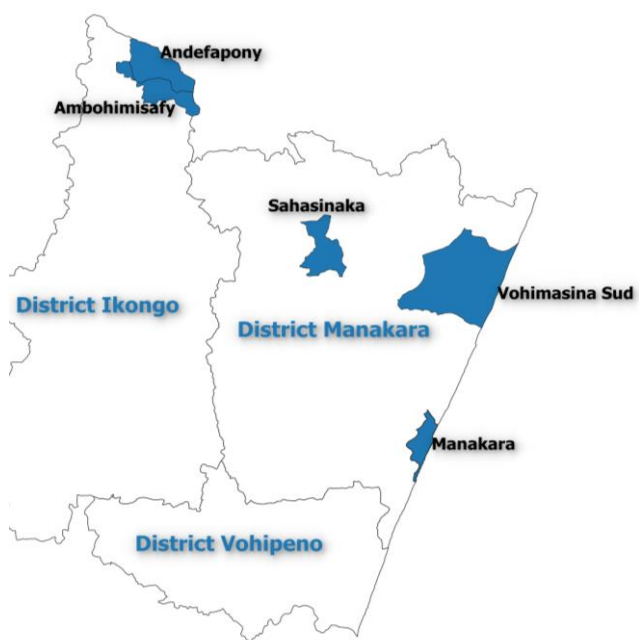 Andefapony
Ambohimisafy
Sahasinaka
Vohimasina Sud
District Ikongo
District Manakara
Manakara
District Vohipeno